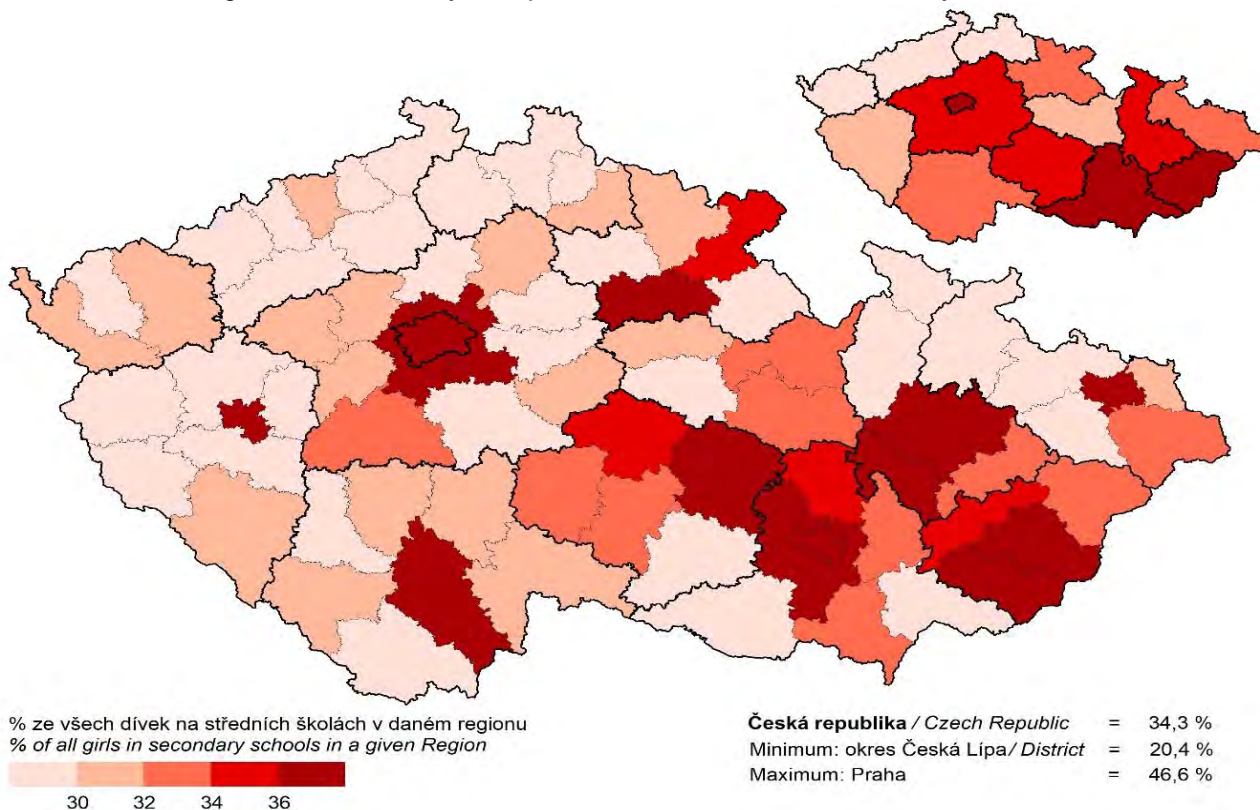 % ze všech dívek na středních školách v daném regionu
% of all girls in secondary schools in a given Region
30 32 34 36
Česká republika / Czech Republic = 34,3 %
Minimum: okres Česká Lípa / District = 20,4 %
Maximum: Praha = 46,6 %